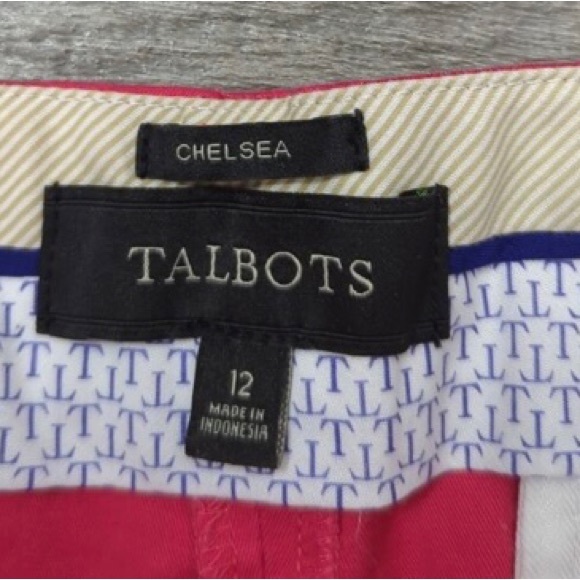 CHELSEA
TALBOTS
12
MADE IN
INDONESIA